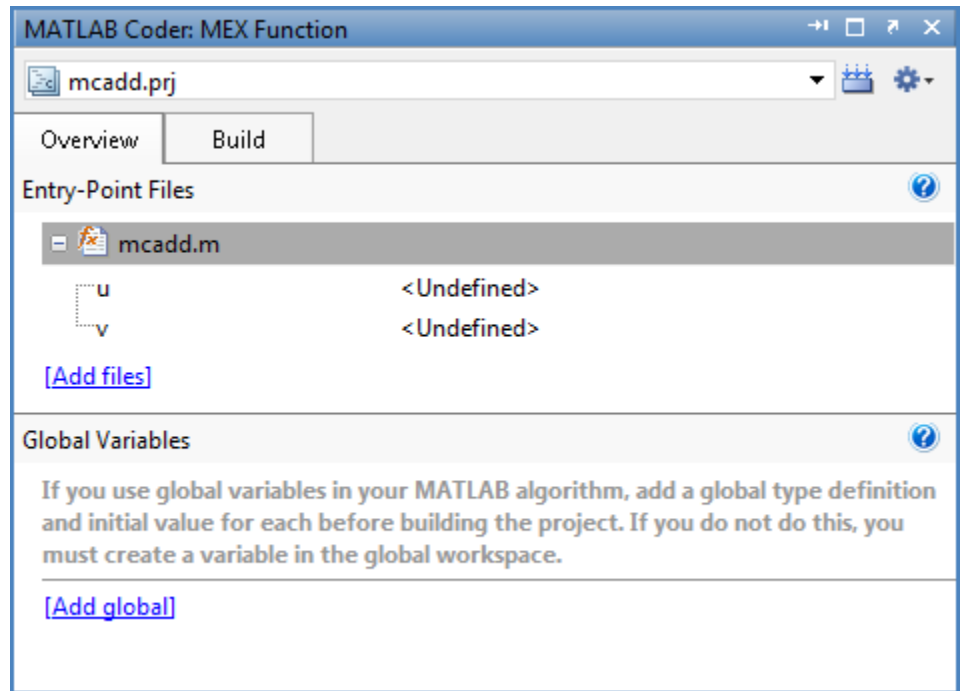 MATLAB Coder: MEX Function
mcadd.prj
Overview
Build
Entry-Point Files
mcadd.m
u <Undefined>
v <Undefined>
[Add files]
Global Variables
If you use global variables in your MATLAB algorithm, add a global type definition
and initial value for each before building the project. If you do not do this, you
must create a variable in the global workspace.
[Add global]